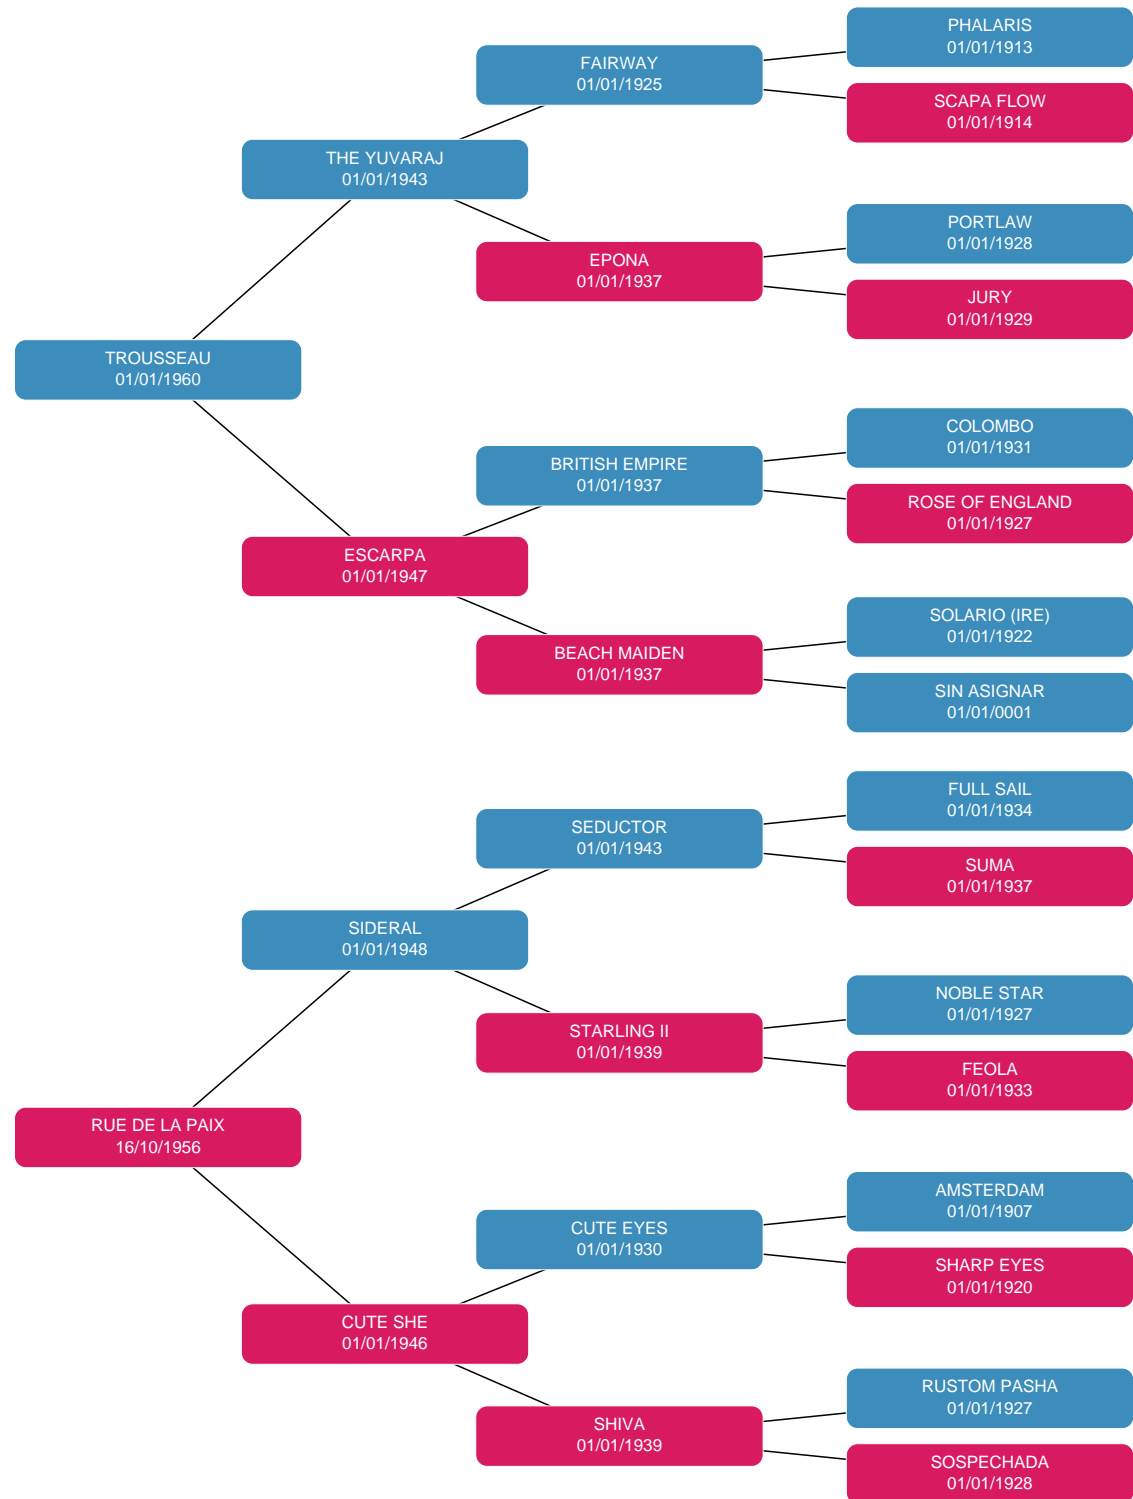 PHALARIS
01/01/1913
FAIRWAY
01/01/1925
SCAPA FLOW
01/01/1914
THE YUVARAJ
01/01/1943
PORTLAW
01/01/1928
EPONA
01/01/1937
JURY
01/01/1929
TROUSSEAU
01/01/1960
COLOMBO
01/01/1931
BRITISH EMPIRE
01/01/1937
ROSE OF ENGLAND
01/01/1927
ESCARPA
01/01/1947
SOLARIO (IRE)
01/01/1922
BEACH MAIDEN
01/01/1937
SIN ASIGNAR
01/01/0001
FULL SAIL
01/01/1934
SEDUCTOR
01/01/1943
SUMA
01/01/1937
SIDERAL
01/01/1948
NOBLE STAR
01/01/1927
STARLING II
01/01/1939
FEOLA
01/01/1933
RUE DE LA PAIX
16/10/1956
AMSTERDAM
01/01/1907
CUTE EYES
01/01/1930
SHARP EYES
01/01/1920
CUTE SHE
01/01/1946
RUSTOM PASHA
01/01/1927
SHIVA
01/01/1939
SOSPECHADA
01/01/1928